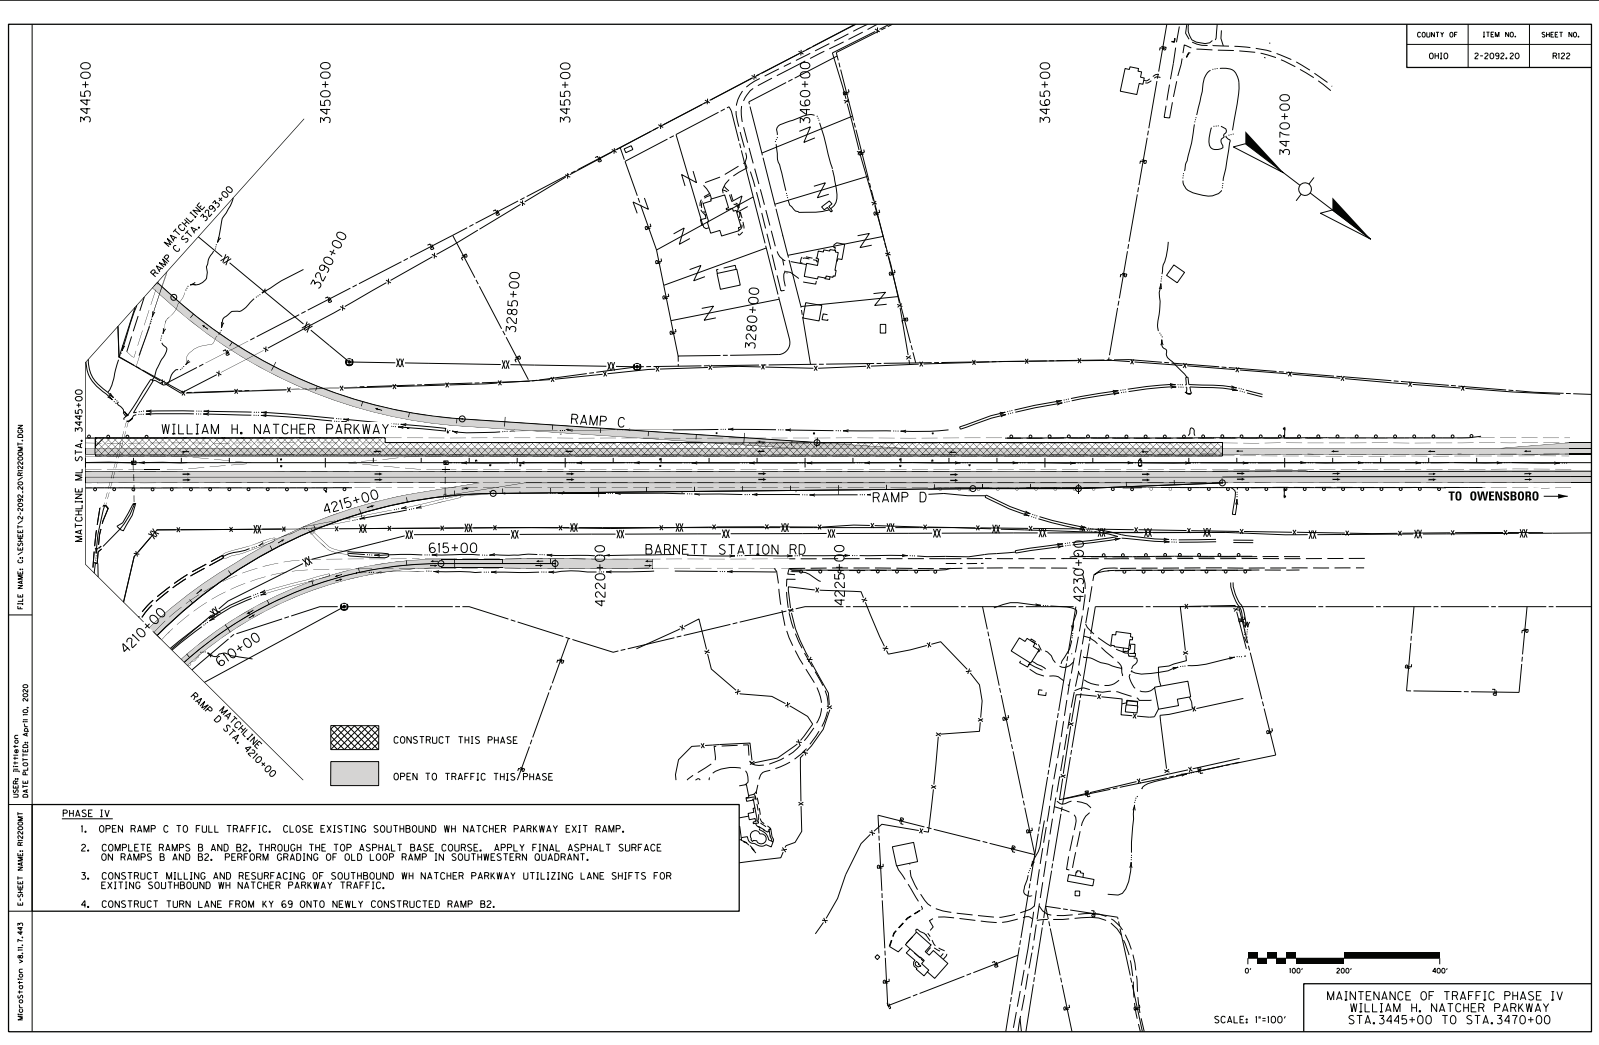 COUNTY OF
ITEM NO.
SHEET NO.
OHIO
2-2092.20
R122
3445+00
3450+00
3455+00
3460+00
3465+00
3470+00
MATCHLINE
RAMP C STA. 3293+00
3290+00
3285+00
3280+00
RAMP C
WILLIAM H. NATCHER PARKWAY
MATCHLINE ML STA. 3445+00
4215+00
RAMP D
TO OWENSBORO
615+00
BARNETT STATION RD
4220+00
4225+00
4230+00
4210+00
610+00
MATCHLINE
RAMP D STA. 4210+00
CONSTRUCT THIS PHASE
OPEN TO TRAFFIC THIS PHASE
PHASE IV
1. OPEN RAMP C TO FULL TRAFFIC. CLOSE EXISTING SOUTHBOUND WH NATCHER PARKWAY EXIT RAMP.
2. COMPLETE RAMPS B AND B2, THROUGH THE TOP ASPHALT BASE COURSE. APPLY FINAL ASPHALT SURFACE
ON RAMPS B AND B2. PERFORM GRADING OF OLD LOOP RAMP IN SOUTHWESTERN QUADRANT.
3. CONSTRUCT MILLING AND RESURFACING OF SOUTHBOUND WH NATCHER PARKWAY UTILIZING LANE SHIFTS FOR
EXITING SOUTHBOUND WH NATCHER PARKWAY TRAFFIC.
4. CONSTRUCT TURN LANE FROM KY 69 ONTO NEWLY CONSTRUCTED RAMP B2.
0'
100'
200'
400'
SCALE: 1"=100'
MAINTENANCE OF TRAFFIC PHASE IV
WILLIAM H. NATCHER PARKWAY
STA.3445+00 TO STA.3470+00
FILE NAME: C:\ESHEET\2-2092.20\R12200MT.DGN
DATE PLOTTED: April 10, 2020
E-SHEET NAME: R12200MT
MicroStation v8.11.7.443